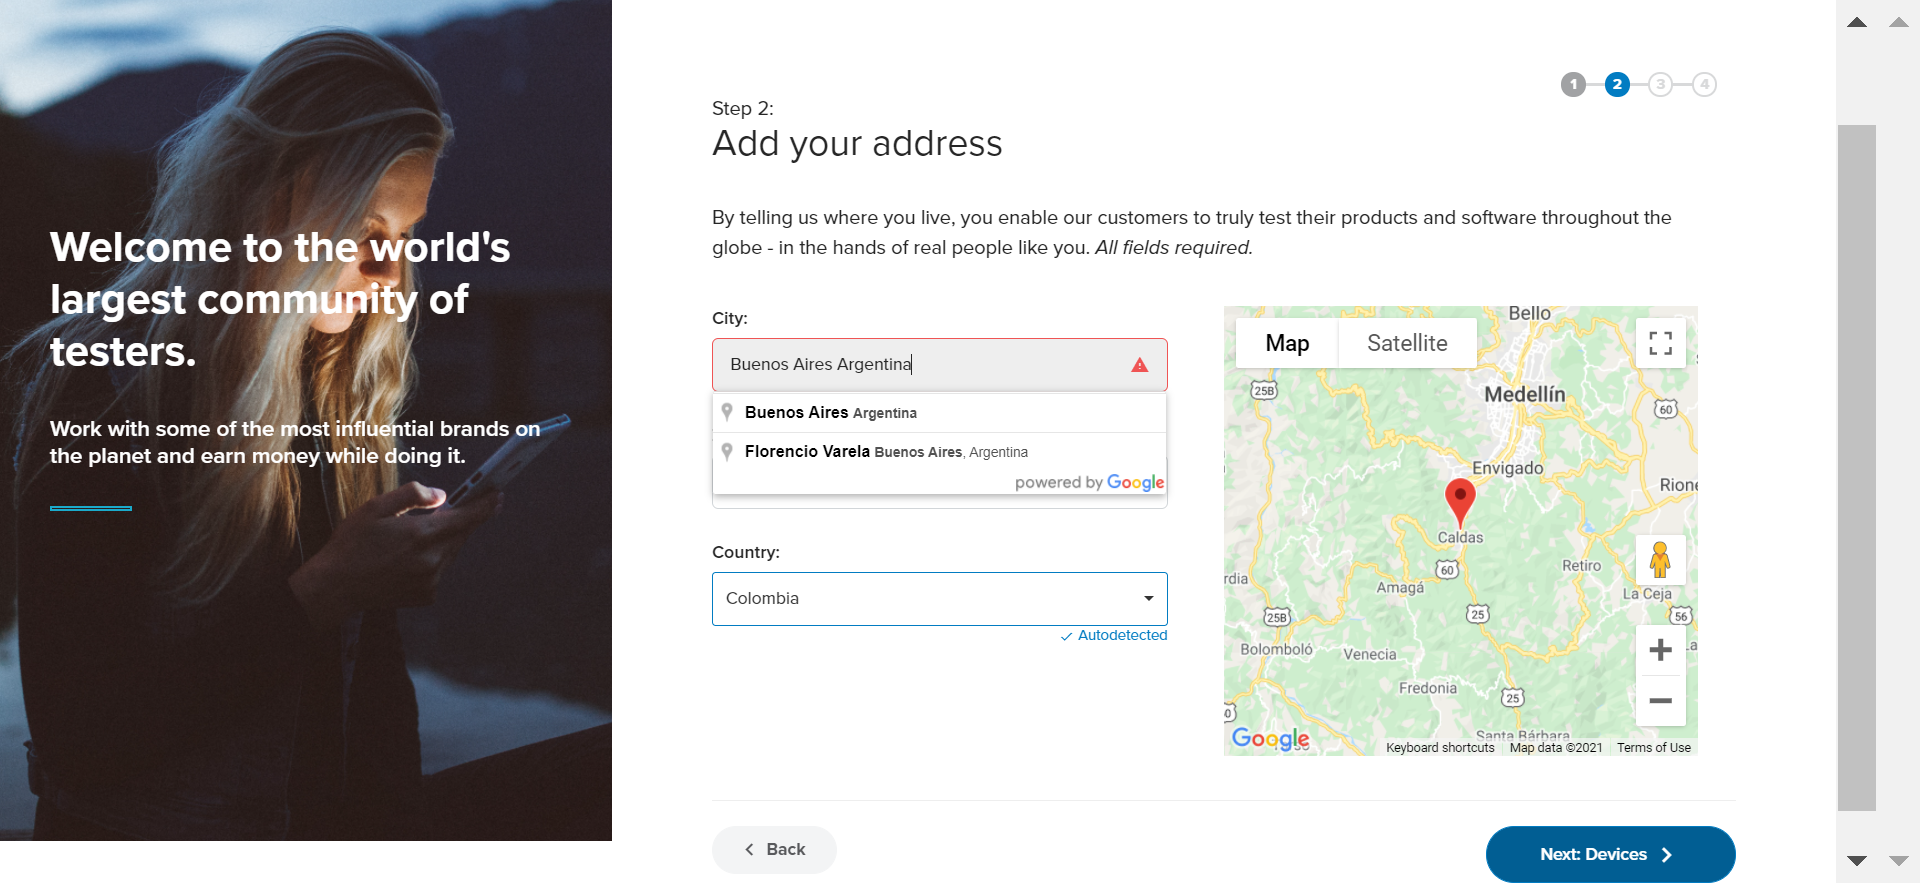 Welcome to the world's
largest community of
testers.
Work with some of the most influential brands on
the planet and earn money while doing it.
1 2 3 4
Step 2:
Add your address
By telling us where you live, you enable our customers to truly test their products and software throughout the
globe - in the hands of real people like you. All fields required.
City:
Buenos Aires Argentina
Buenos Aires Argentina
Florencio Varela Buenos Aires, Argentina
powered by Google
Country:
Colombia
Autodetected
Map
Satellite
Bello
25B
Medellín
60
Envigado
Rione
Caldas
60
Retiro
rdia
Amagá
La Ceja
25B
25
56
Bolomboló
Venecia
La
Fredonia
25
Santa Bárbara
Google
Keyboard shortcuts
Map data ©2021
Terms of Use
Back
Next: Devices